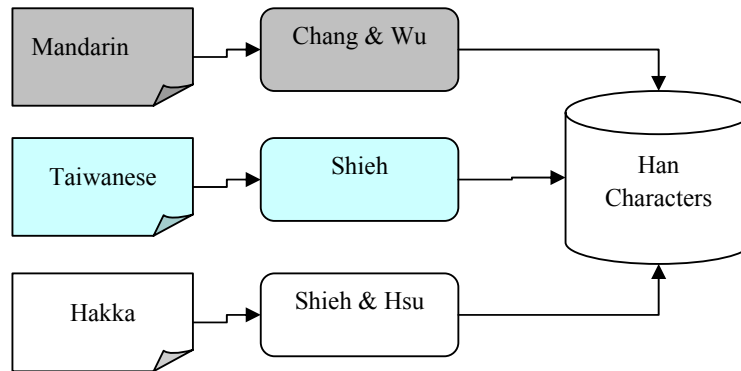 Mandarin
Chang & Wu
Taiwanese
Shieh
Han
Characters
Hakka
Shieh & Hsu